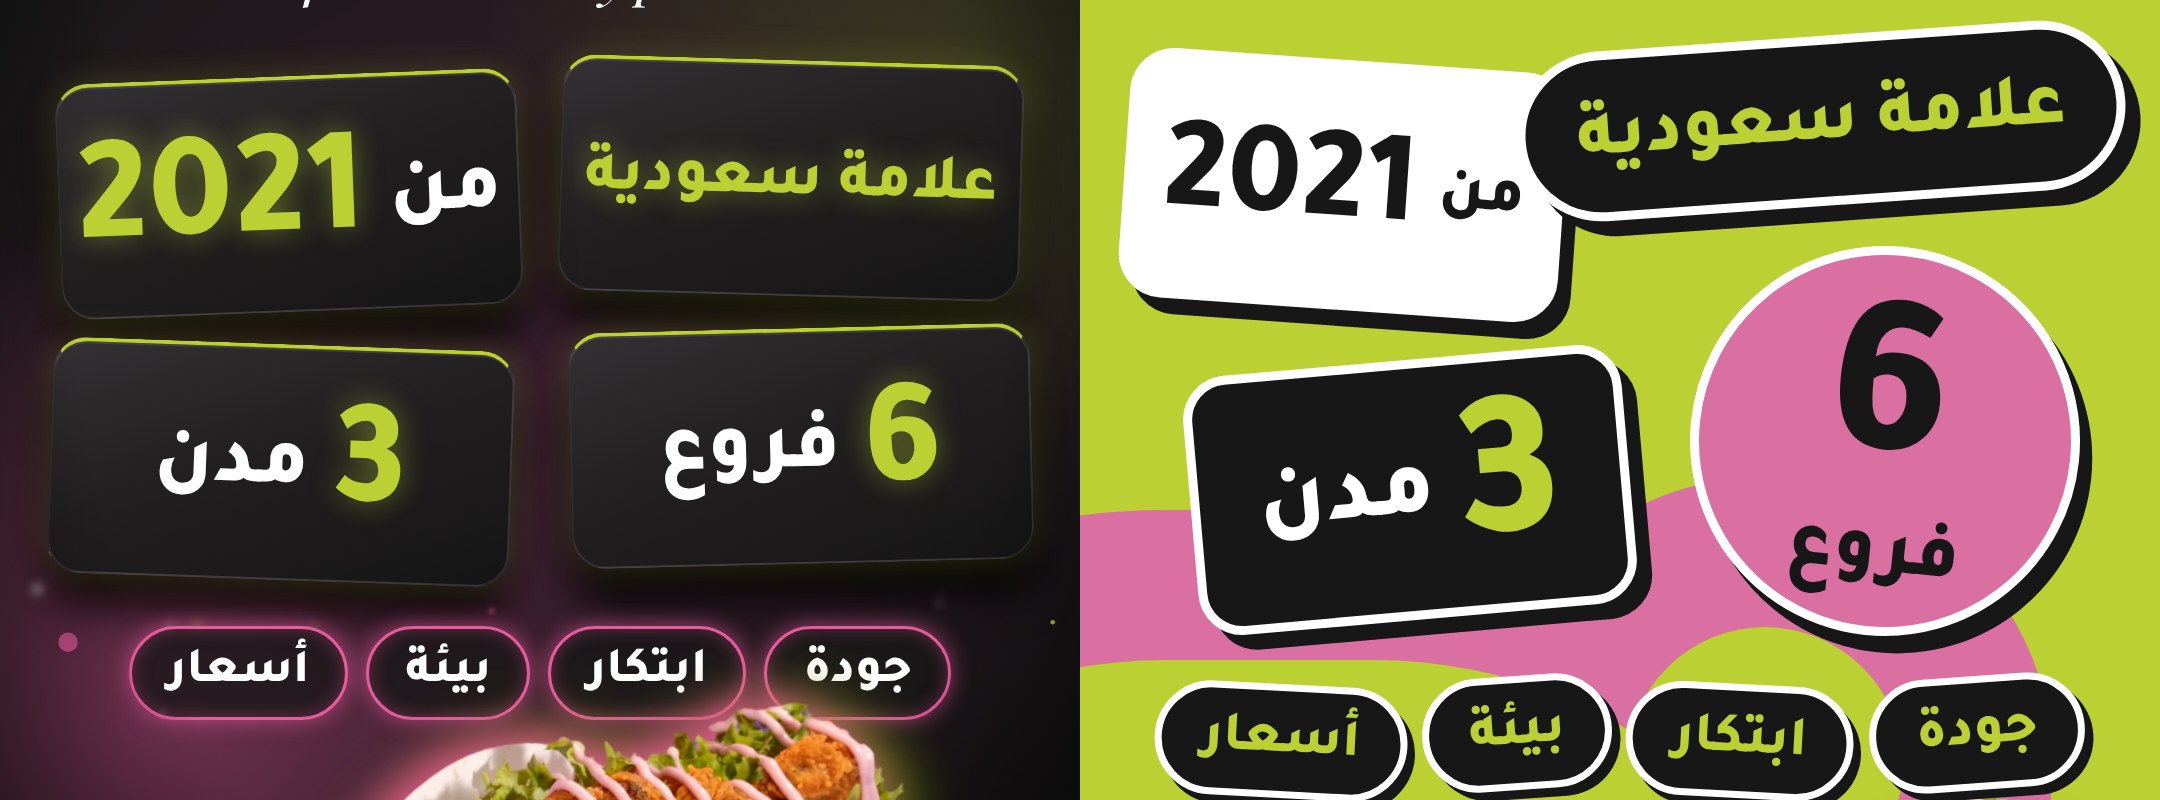 علامة سعودية
من 2021
6 فروع
3 مدن
جودة
ابتكار
بيئة
أسعار
علامة سعودية
من 2021
6
فروع
3 مدن
جودة
ابتكار
بيئة
أسعار